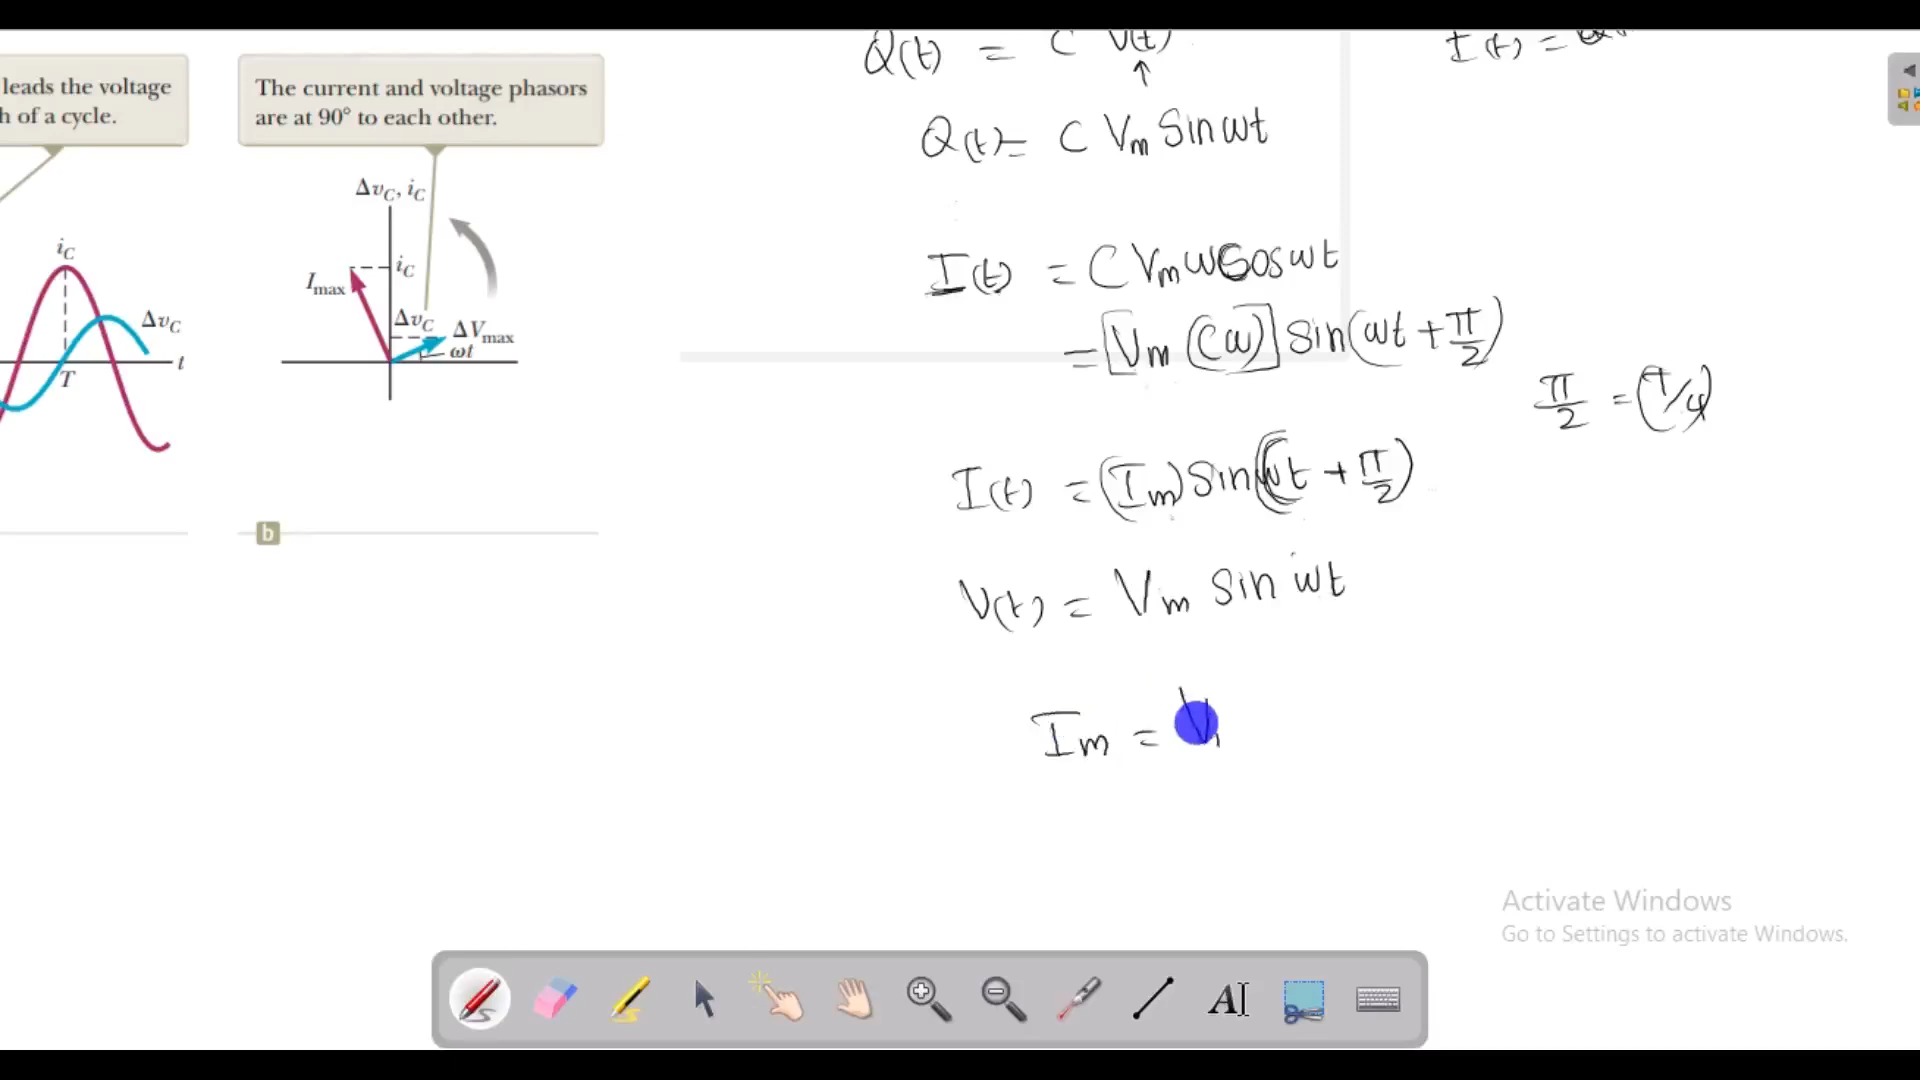 leads the voltage
h of a cycle.
i_C
Δv_C
t
T
The current and voltage phasors
are at 90° to each other.
Δv_C, i_C
I_max
i_C
Δv_C
ΔV_max
ωt
b
Q(t) = C V(t)
↑
Q(t) = C V_m Sin ωt
I(t) = C V_m ω Cos ωt
= [V_m (Cω)] Sin(ωt + π/2)
π/2 = (T/4)
I(t) = (I_m) Sin(ωt + π/2)
V(t) = V_m Sin ωt
I_m = V
I(t) =
Activate Windows
Go to Settings to activate Windows.
AI